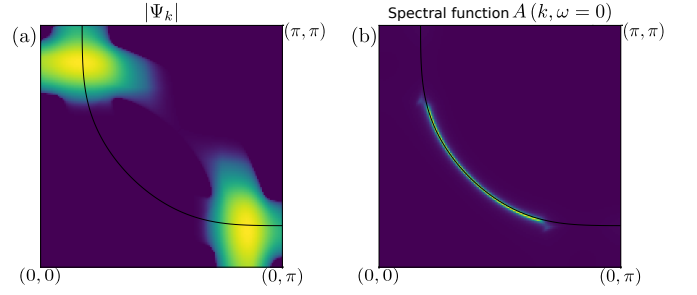 |Ψ_k|
Spectral function A (k, ω = 0)
(a)
(π, π)
(b)
(π, π)
(0, 0)
(0, π)
(0, 0)
(0, π)